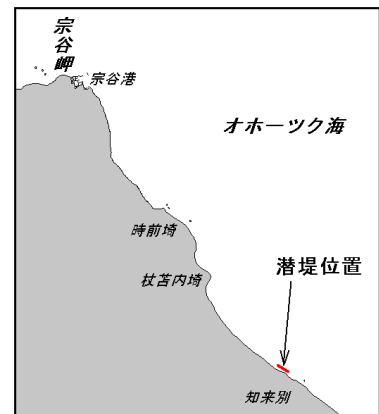 宗谷岬
宗谷港
オホーツク海
時前埼
杖苫内埼
潜堤位置
知来別